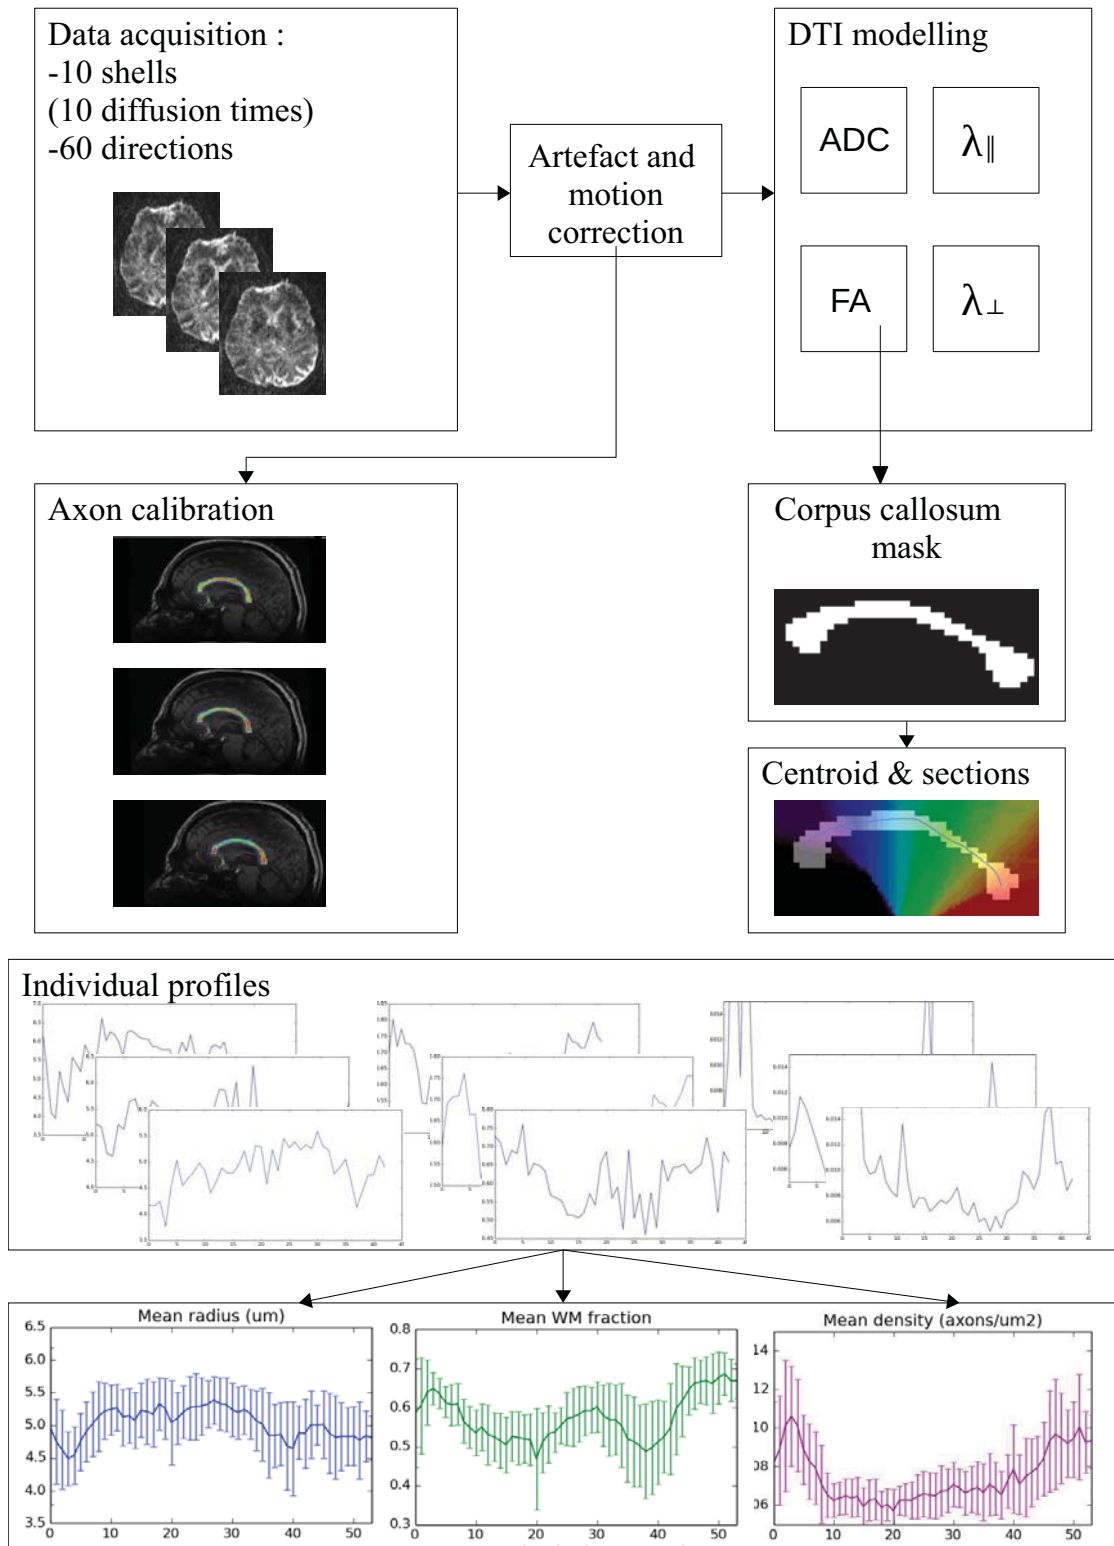 Data acquisition :
-10 shells
(10 diffusion times)
-60 directions
Artefact and
motion
correction
DTI modelling
ADC
λ∥
FA
λ⊥
Axon calibration
Corpus callosum
mask
Centroid & sections
Individual profiles
Mean radius (um)
6.5
6.0
5.5
5.0
4.5
4.0
3.5
0 10 20 30 40 50
Mean WM fraction
0.8
0.7
0.6
0.5
0.4
0.3
0 10 20 30 40 50
Mean density (axons/um2)
14
12
10
38
36
0 10 20 30 40 50